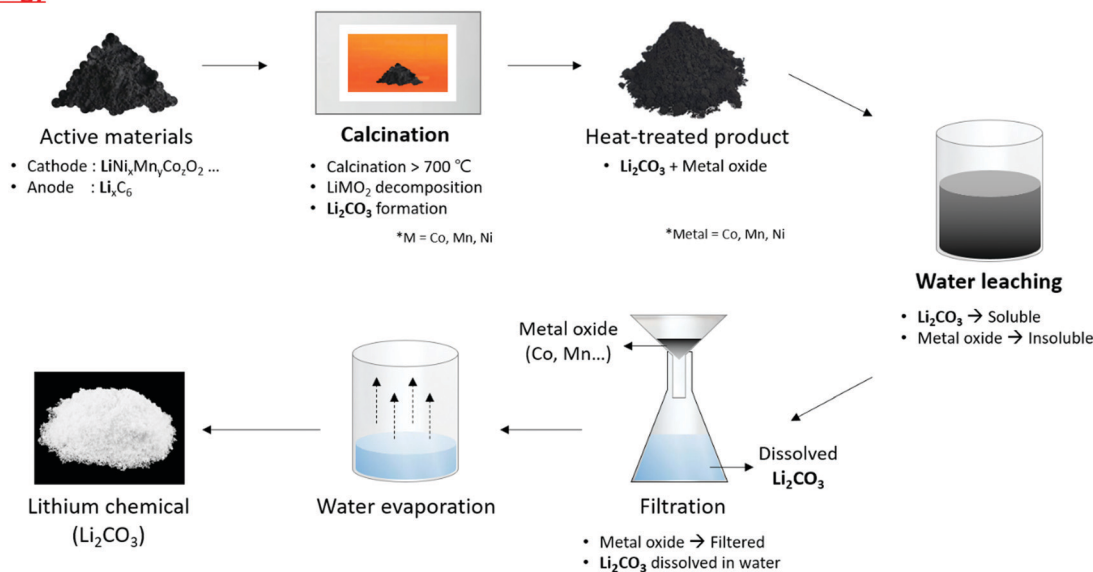 Active materials
• Cathode : LiNiₓMnᵧCo_zO₂ ...
• Anode : LiₓC₆
Calcination
• Calcination > 700 ℃
• LiMO₂ decomposition
• Li₂CO₃ formation
*M = Co, Mn, Ni
Heat-treated product
• Li₂CO₃ + Metal oxide
*Metal = Co, Mn, Ni
Water leaching
• Li₂CO₃ → Soluble
• Metal oxide → Insoluble
Metal oxide
(Co, Mn...)
Dissolved
Li₂CO₃
Filtration
• Metal oxide → Filtered
• Li₂CO₃ dissolved in water
Water evaporation
Lithium chemical
(Li₂CO₃)